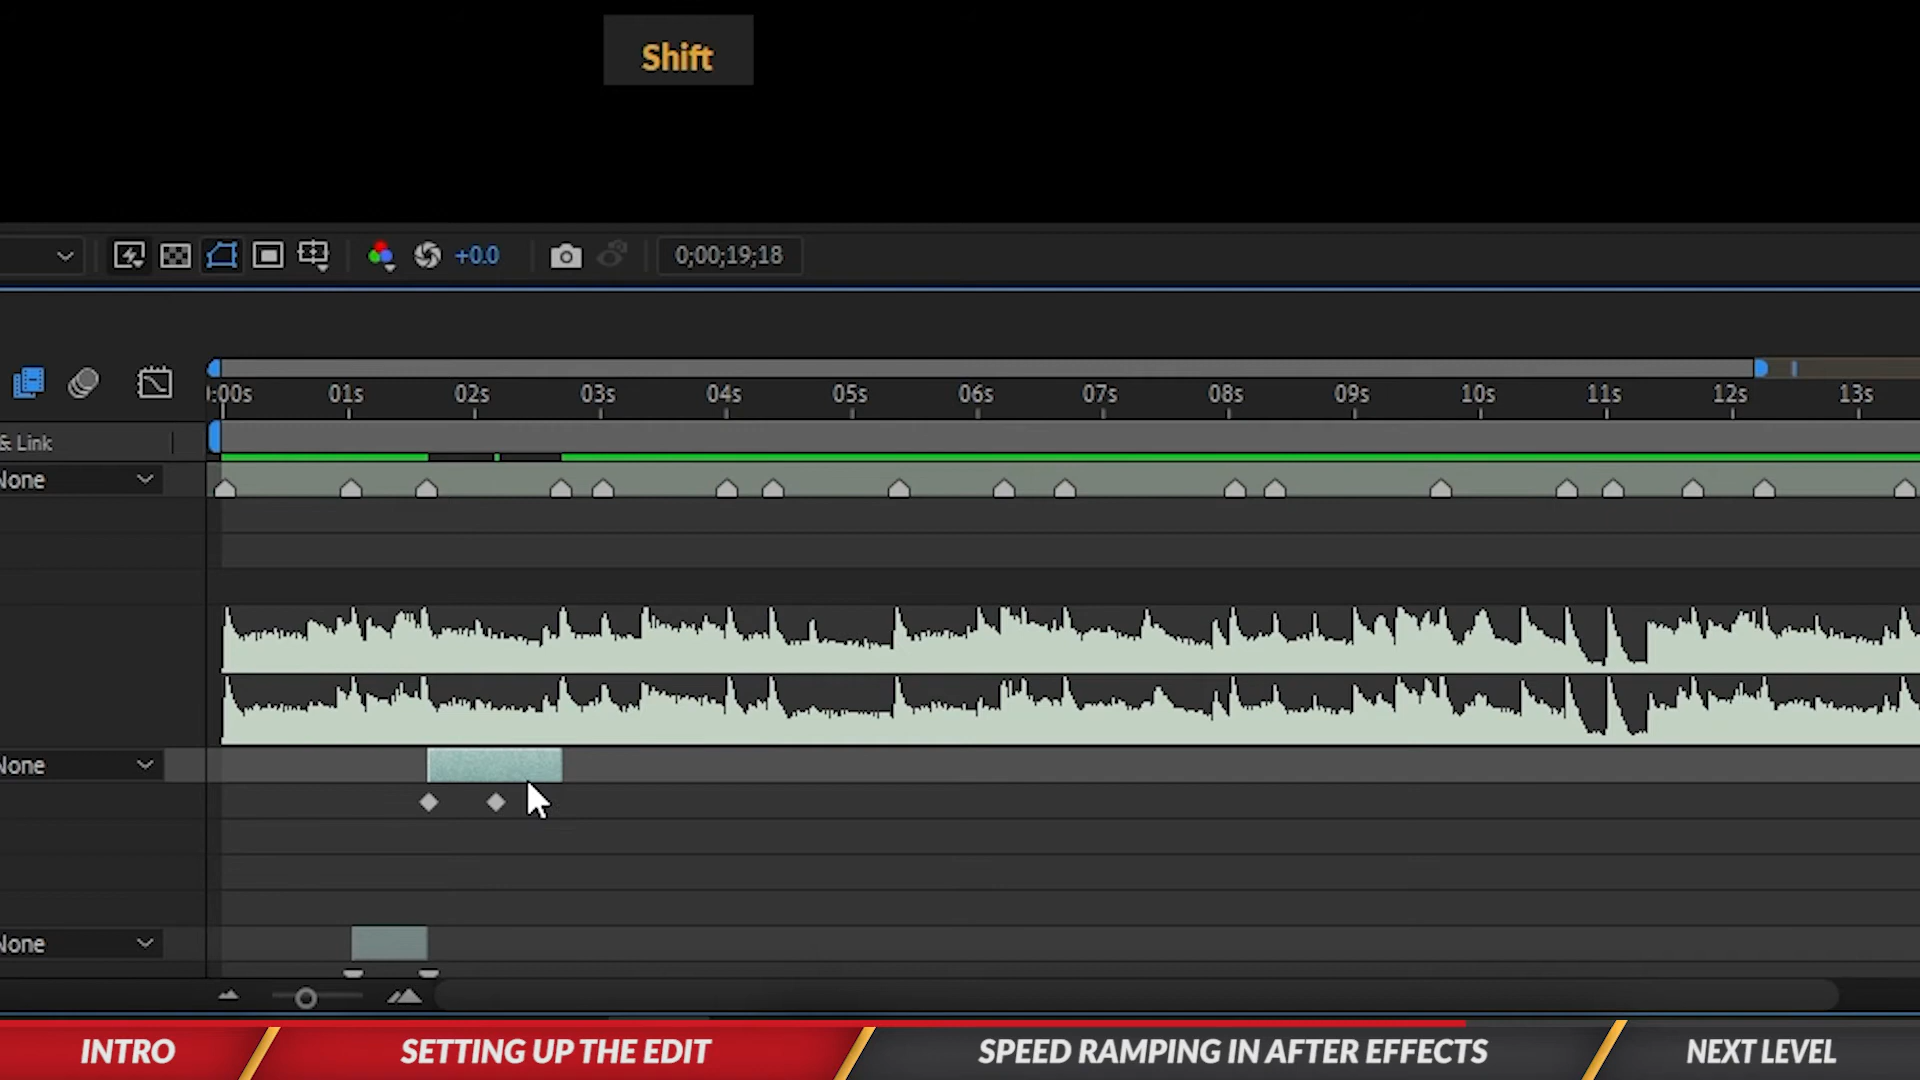 Shift
+0.0
0;00;19;18
:00s 01s 02s 03s 04s 05s 06s 07s 08s 09s 10s 11s 12s 13s
& Link
None
None
None
INTRO
SETTING UP THE EDIT
SPEED RAMPING IN AFTER EFFECTS
NEXT LEVEL